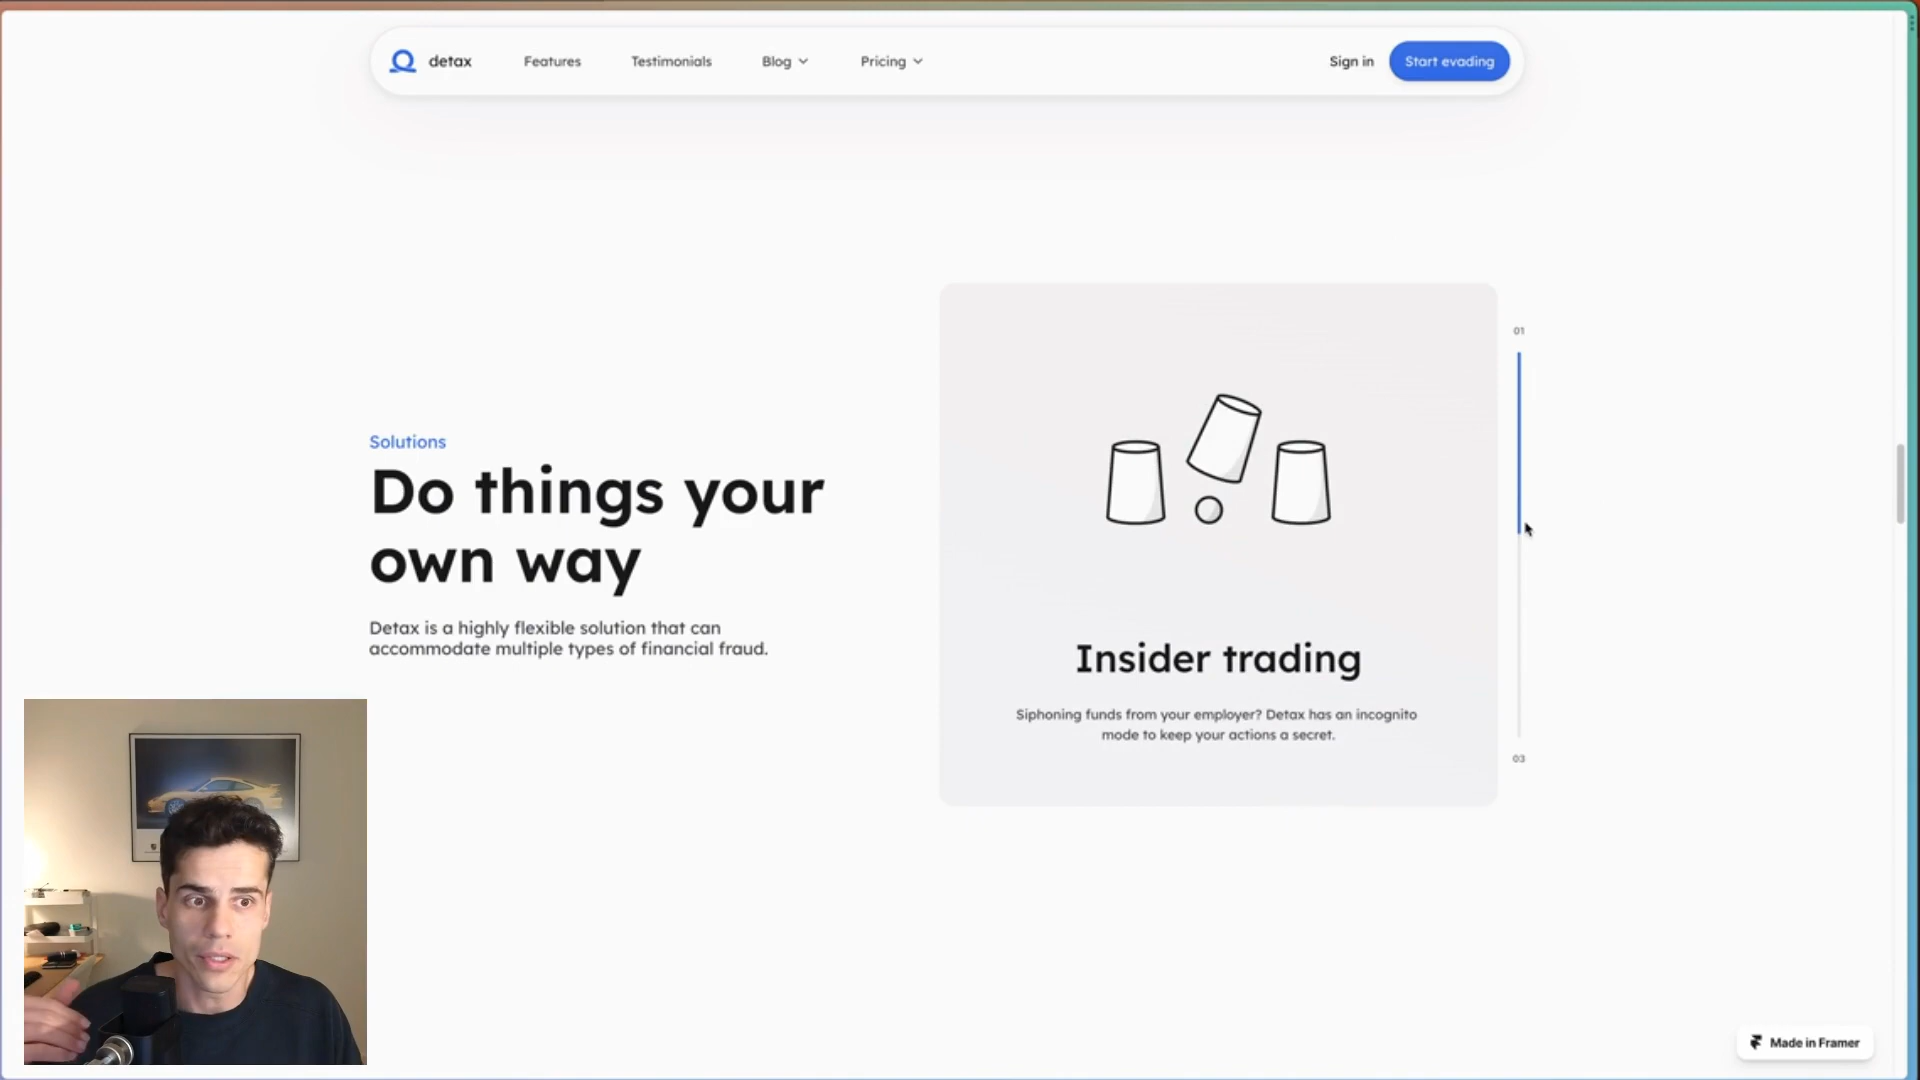 detax
Features
Testimonials
Blog
Pricing
Sign in
Start evading
01
Solutions
Do things your
own way
Detax is a highly flexible solution that can
accommodate multiple types of financial fraud.
Insider trading
Siphoning funds from your employer? Detax has an incognito
mode to keep your actions a secret.
03
Made in Framer